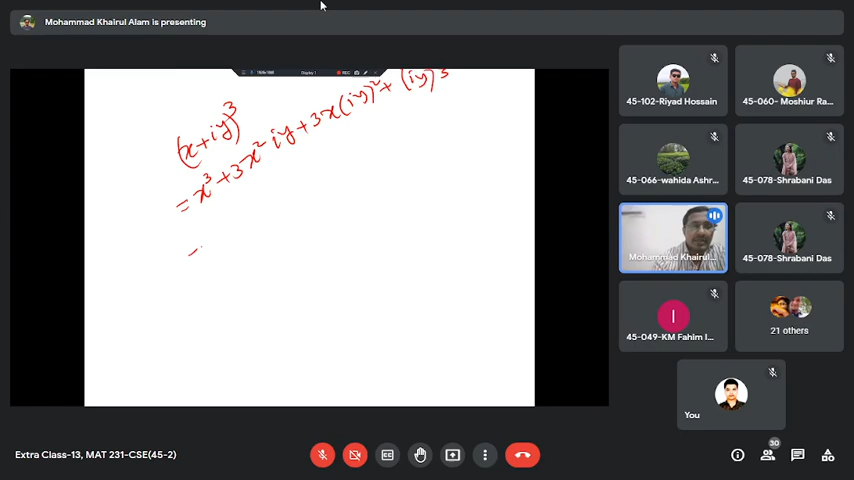 Mohammad Khairul Alam is presenting
REC
(x+iy)³
= x³ + 3x² iy + 3x(iy)² + (iy)³
=
45-102-Riyad Hossain
45-060- Moshiur Ra...
45-066-wahida Ashr...
45-078-Shrabani Das
Mohammad Khairul...
45-078-Shrabani Das
I
45-049-KM Fahim I...
21 others
You
30
Extra Class-13, MAT 231-CSE(45-2)